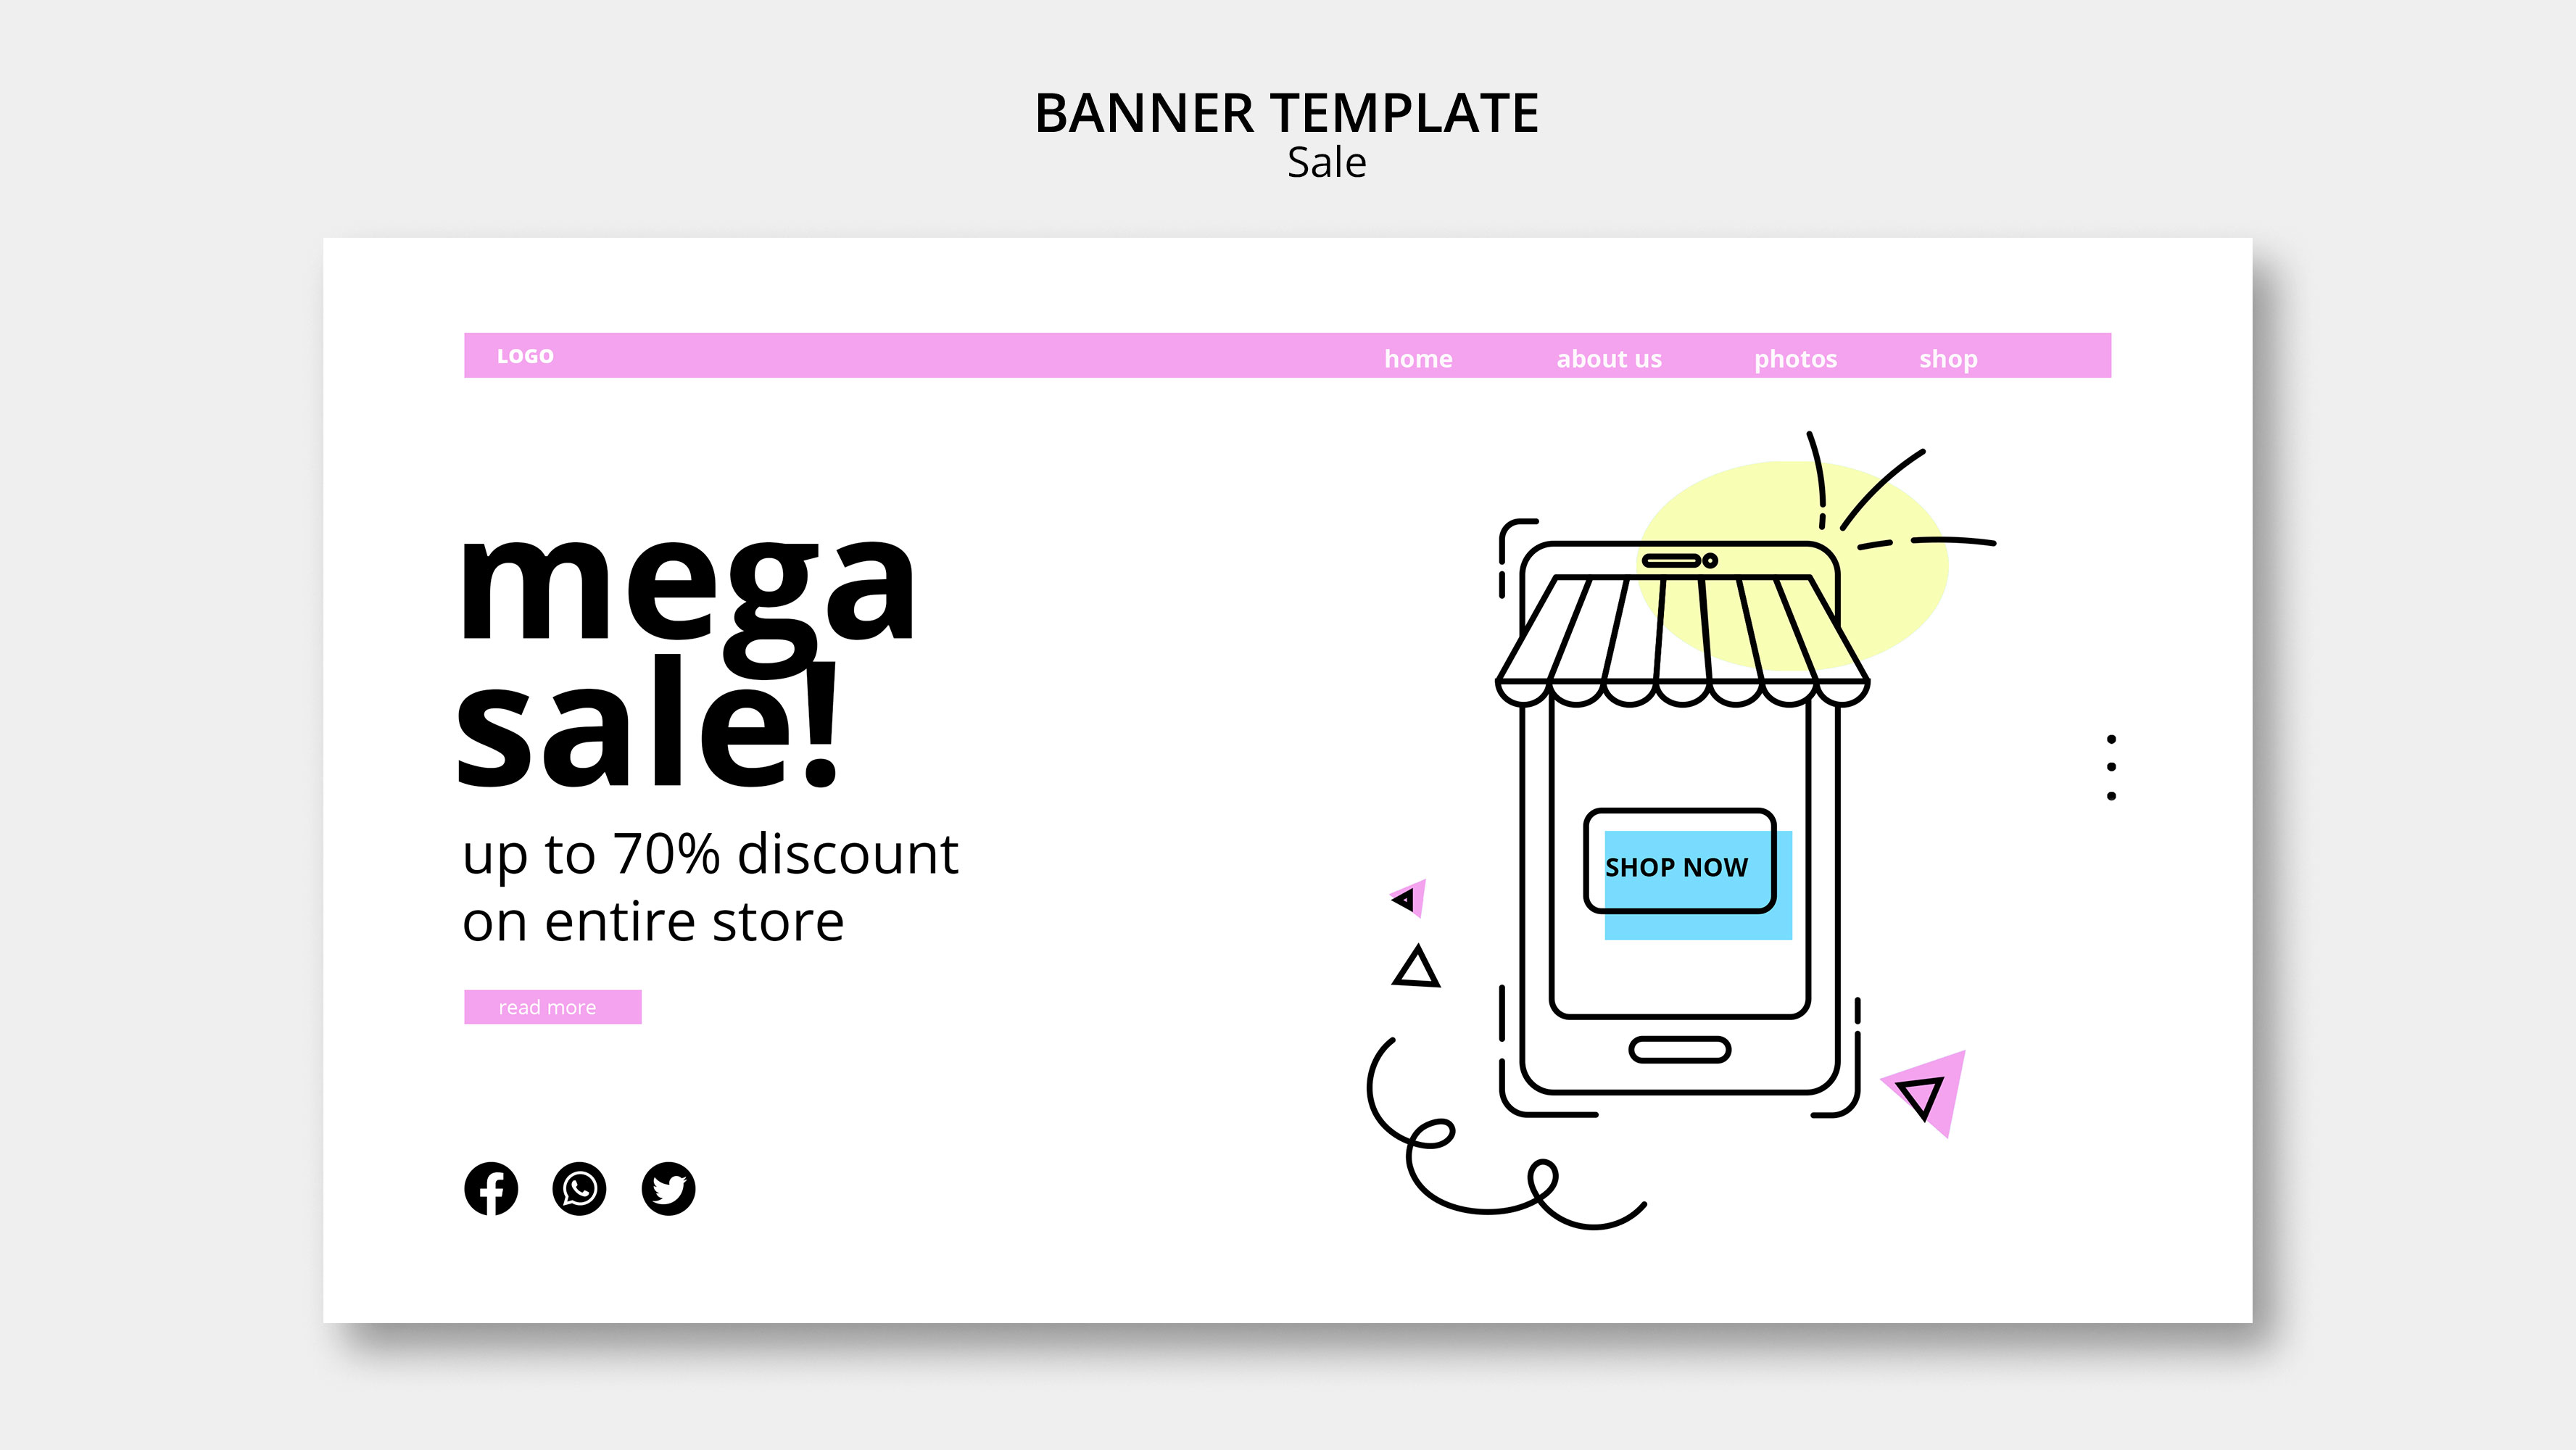 BANNER TEMPLATE
Sale
LOGO
home about us photos shop
mega
sale!
up to 70% discount
on entire store
read more
SHOP NOW